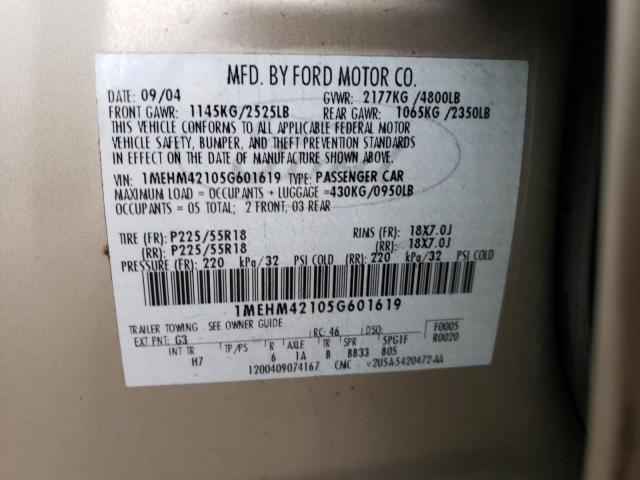 MFD. BY FORD MOTOR CO.
DATE: 09/04 GVWR: 2177KG /4800LB
FRONT GAWR: 1145KG/2525LB REAR GAWR: 1065KG /2350LB
THIS VEHICLE CONFORMS TO ALL APPLICABLE FEDERAL MOTOR
VEHICLE SAFETY, BUMPER, AND THEFT PREVENTION STANDARDS
IN EFFECT ON THE DATE OF MANUFACTURE SHOWN ABOVE.
VIN: 1MEHM42105G601619 TYPE: PASSENGER CAR
MAXIMUM LOAD = OCCUPANTS + LUGGAGE =430KG/0950LB
OCCUPANTS = 05 TOTAL; 2 FRONT, 03 REAR
TIRE (FR): P225/55R18 RIMS (FR): 18X7.0J
(RR): P225/55R18 (RR): 18X7.0J
PRESSURE (FR): 220 kPa/32 PSI COLD (RR): 220 kPa/32 PSI COLD
1MEHM42105G601619
TRAILER TOWING - SEE OWNER GUIDE
EXT PNT: G3 RC: 46 DSO: F0005
INT TR TP/PS R AXLE TR SPR SPGIF R0020
H7 6 1A B BB33 B05
1200409074167 CMC V2U5A-5420472-AA